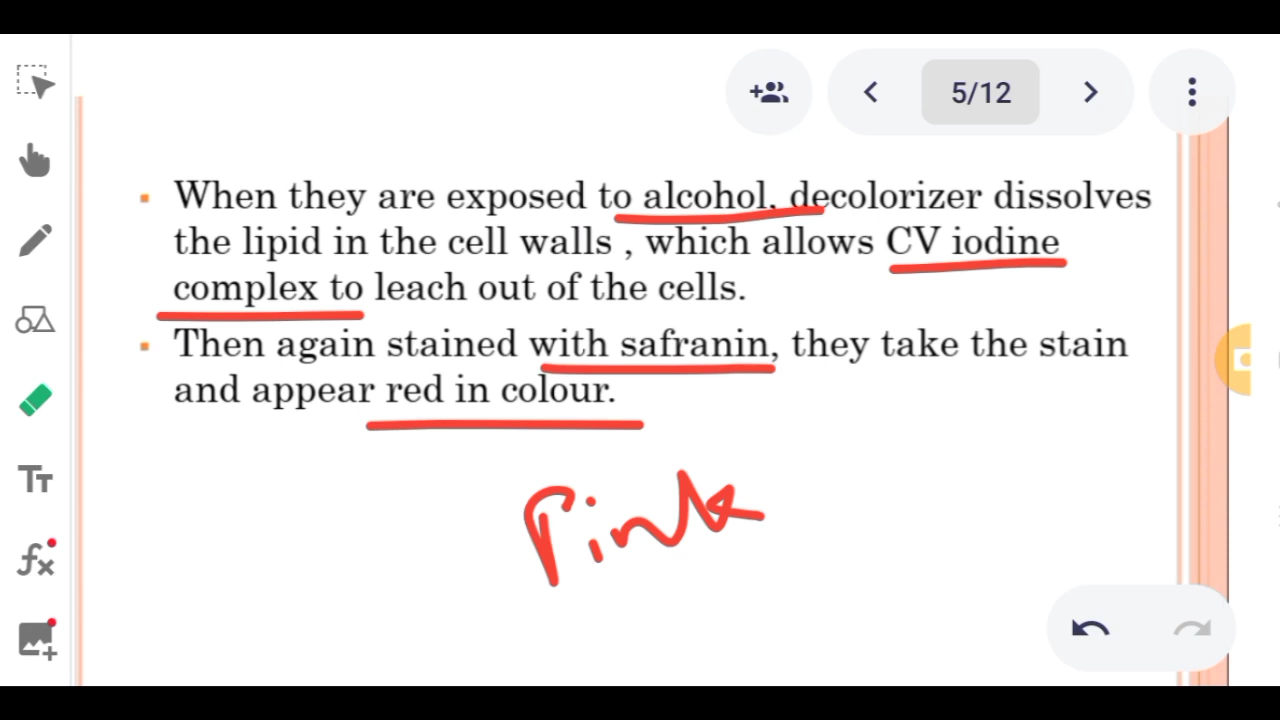 5/12
▪ When they are exposed to alcohol, decolorizer dissolves
the lipid in the cell walls , which allows CV iodine
complex to leach out of the cells.
▪ Then again stained with safranin, they take the stain
and appear red in colour.
Pink
TT
fx